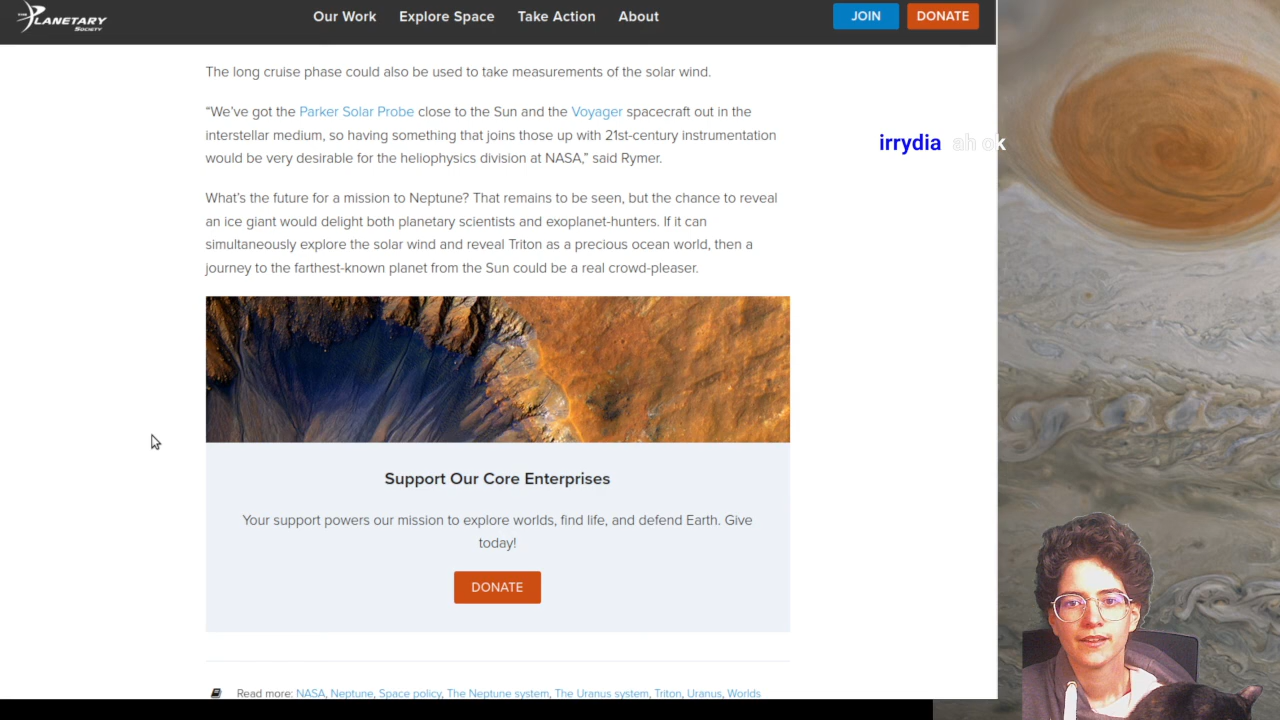 THE PLANETARY SOCIETY
Our Work Explore Space Take Action About JOIN DONATE
The long cruise phase could also be used to take measurements of the solar wind.
“We’ve got the Parker Solar Probe close to the Sun and the Voyager spacecraft out in the
interstellar medium, so having something that joins those up with 21st-century instrumentation
would be very desirable for the heliophysics division at NASA,” said Rymer.
irrydia ah ok
What’s the future for a mission to Neptune? That remains to be seen, but the chance to reveal
an ice giant would delight both planetary scientists and exoplanet-hunters. If it can
simultaneously explore the solar wind and reveal Triton as a precious ocean world, then a
journey to the farthest-known planet from the Sun could be a real crowd-pleaser.
Support Our Core Enterprises
Your support powers our mission to explore worlds, find life, and defend Earth. Give
today!
DONATE
Read more: NASA, Neptune, Space policy, The Neptune system, The Uranus system, Triton, Uranus, Worlds